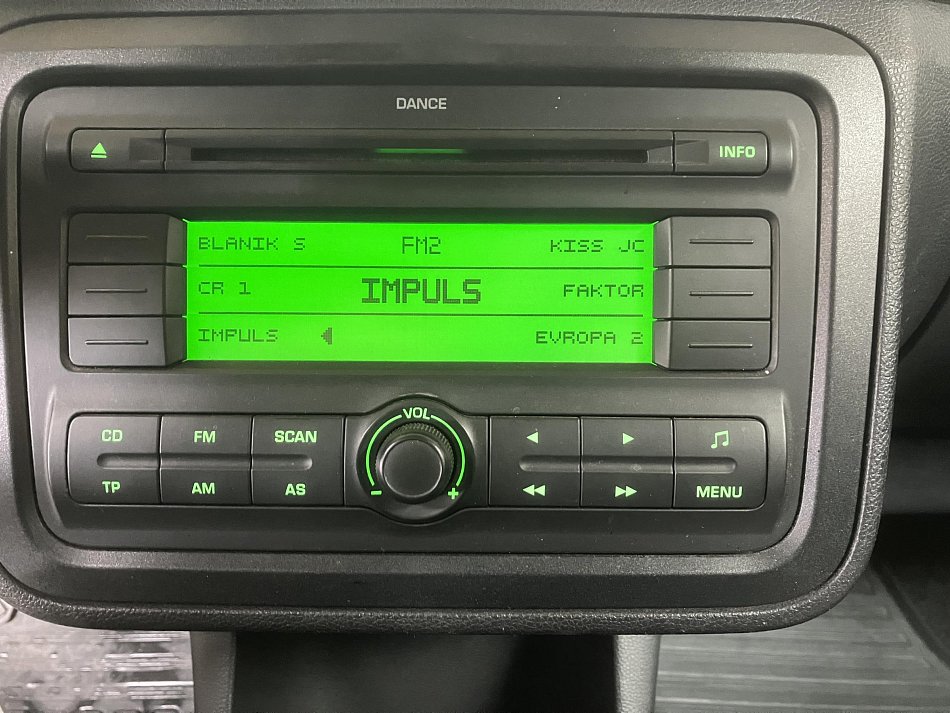 DANCE
INFO
BLANIK S FM2 KISS JC
CR 1 IMPULS FAKTOR
IMPULS EVROPA 2
VOL
CD FM SCAN
- +
TP AM AS MENU